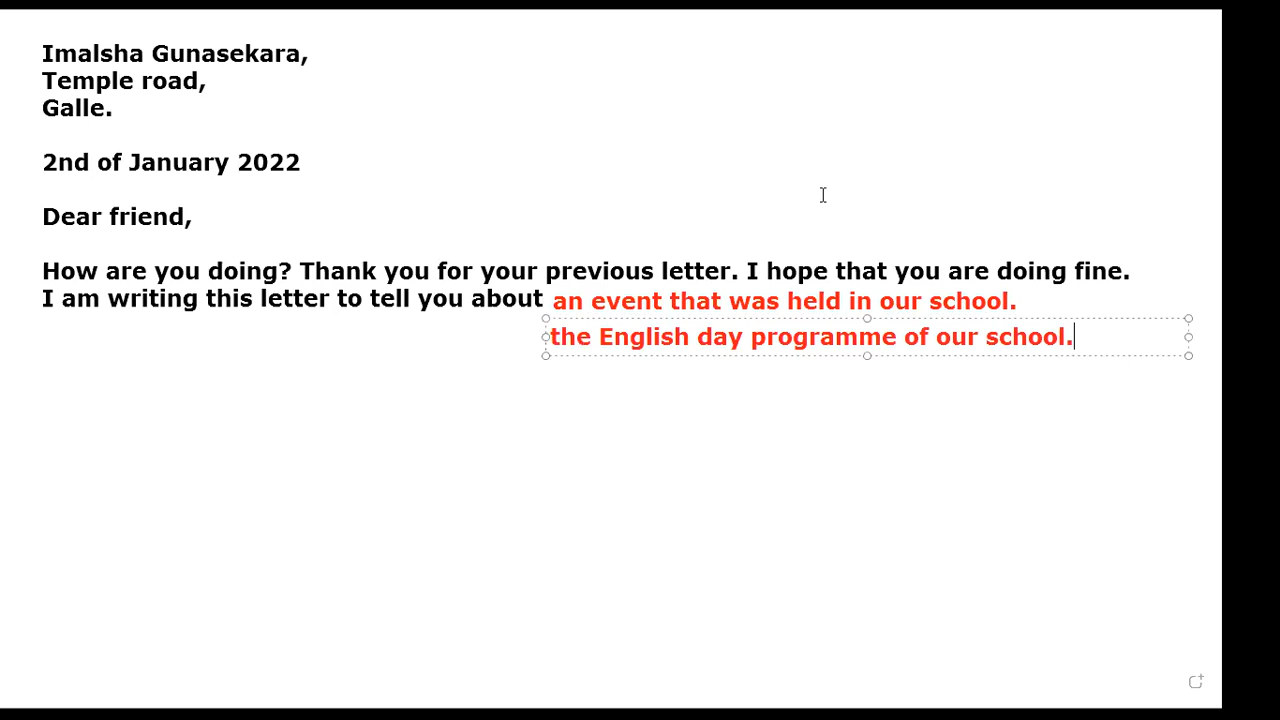 Imalsha Gunasekara,
Temple road,
Galle.
2nd of January 2022
Dear friend,
How are you doing? Thank you for your previous letter. I hope that you are doing fine.
I am writing this letter to tell you about an event that was held in our school.
the English day programme of our school.